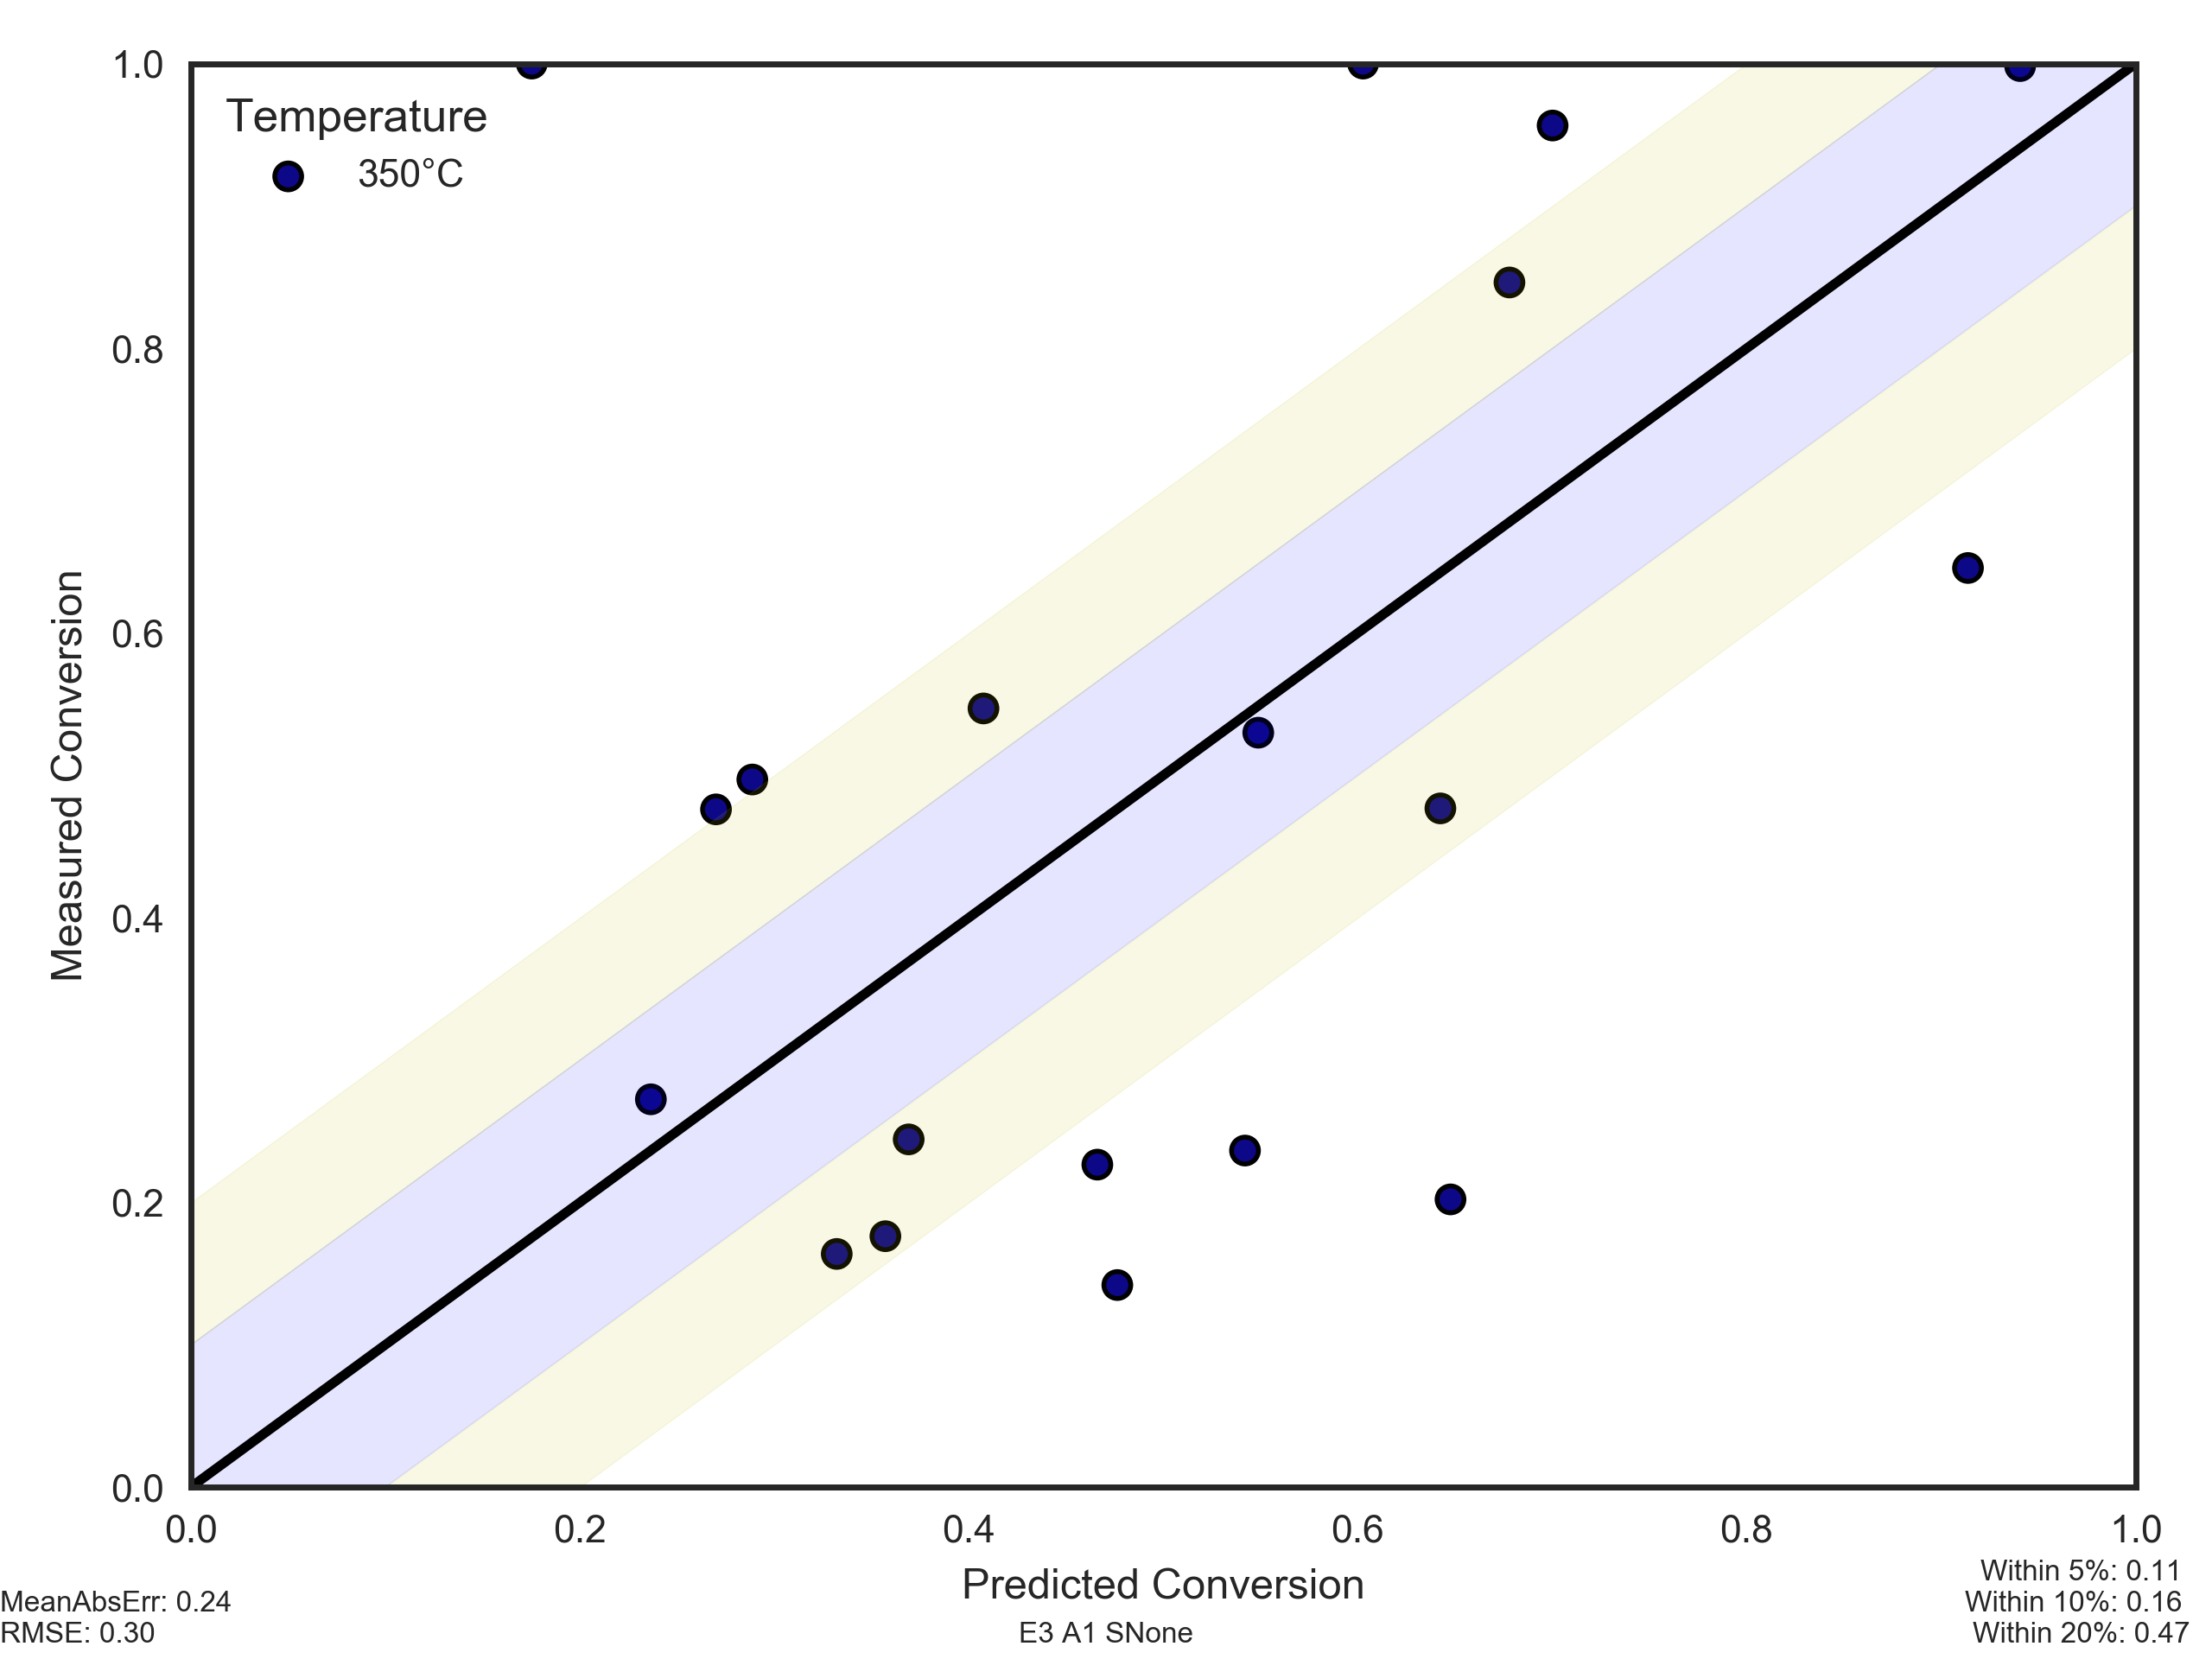 Temperature
350°C
1.0
0.8
0.6
0.4
0.2
0.0
Measured Conversion
0.0 0.2 0.4 0.6 0.8 1.0
Predicted Conversion
E3 A1 SNone
MeanAbsErr: 0.24
RMSE: 0.30
Within 5%: 0.11
Within 10%: 0.16
Within 20%: 0.47